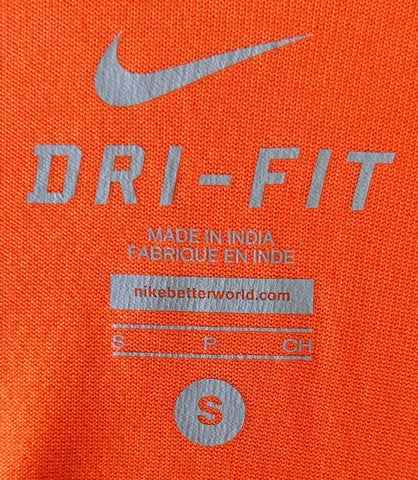 DRI-FIT
MADE IN INDIA
FABRIQUE EN INDE
nikebetterworld.com
S P CH
S